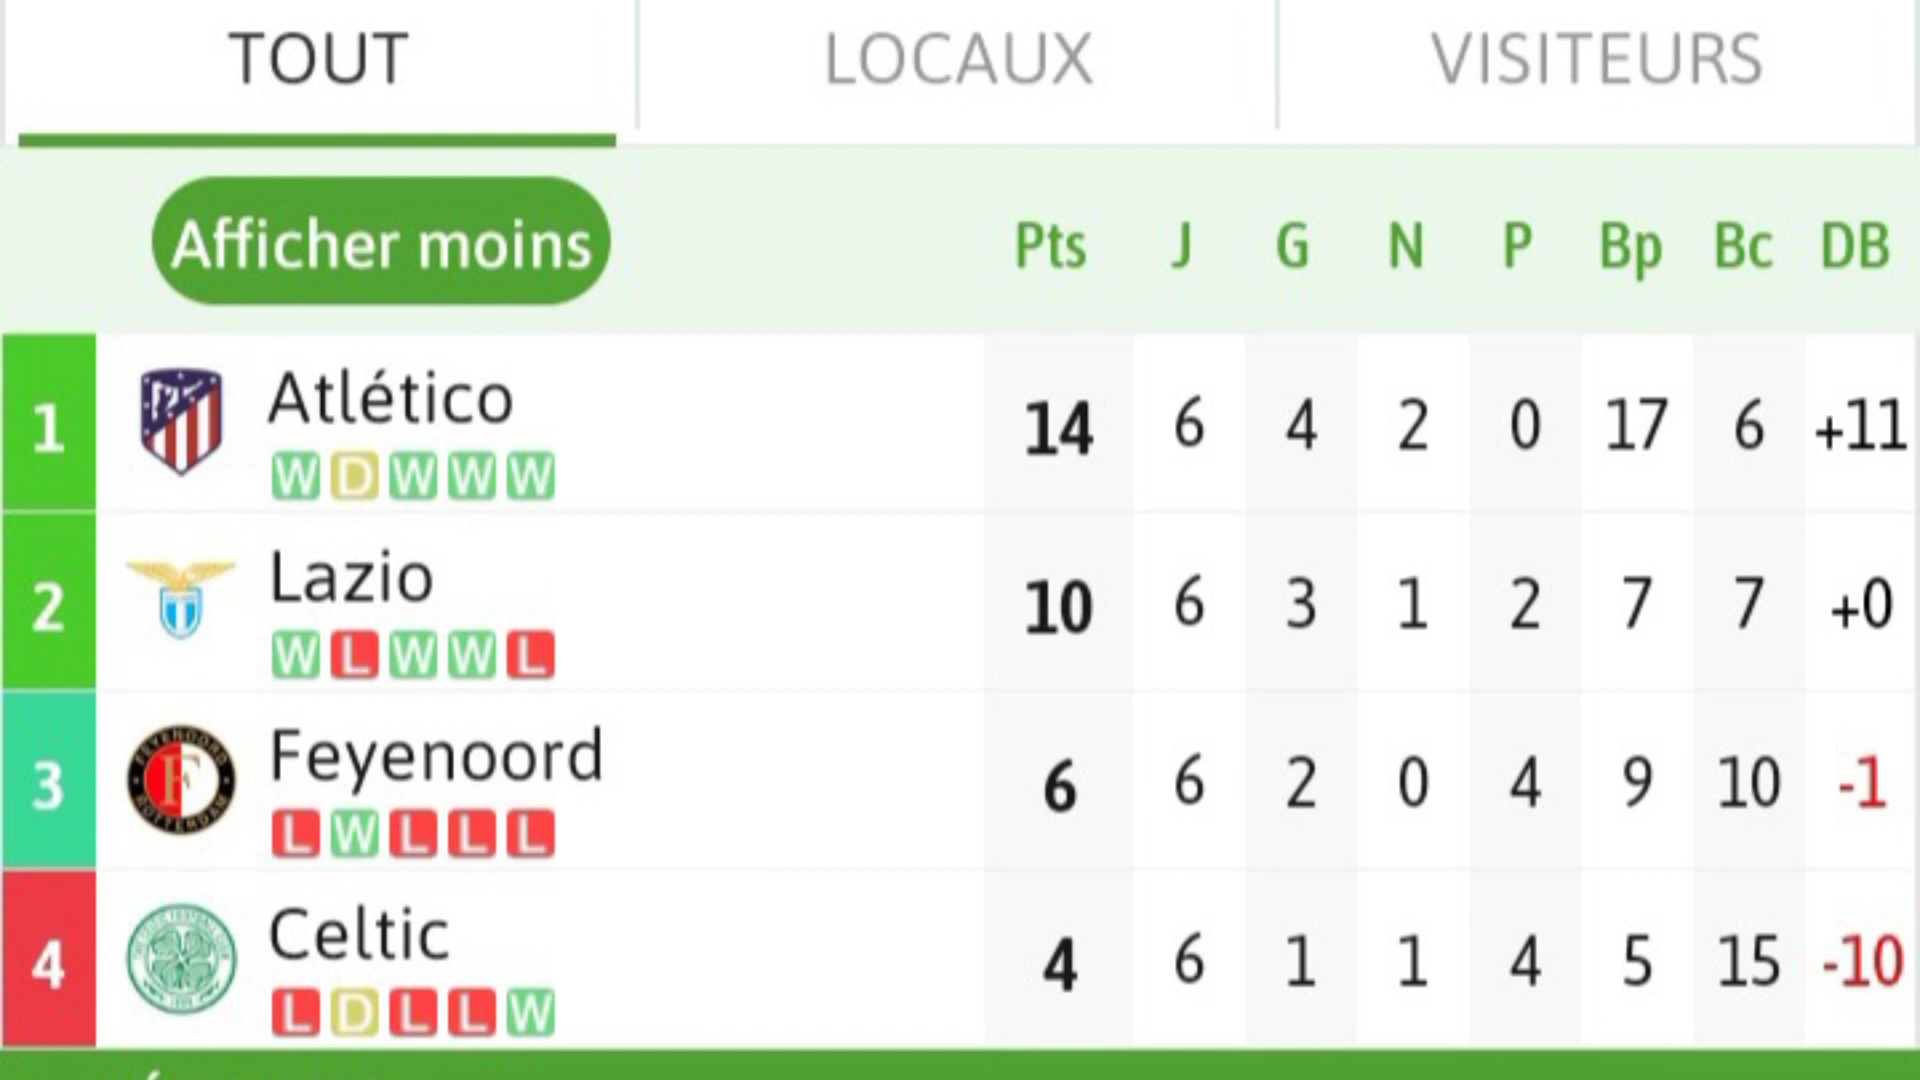 TOUT LOCAUX VISITEURS
Afficher moins Pts J G N P Bp Bc DB
1 Atlético 14 6 4 2 0 17 6 +11
W D W W W
2 Lazio 10 6 3 1 2 7 7 +0
W L W W L
3 Feyenoord 6 6 2 0 4 9 10 -1
L W L L L
4 Celtic 4 6 1 1 4 5 15 -10
L D L L W